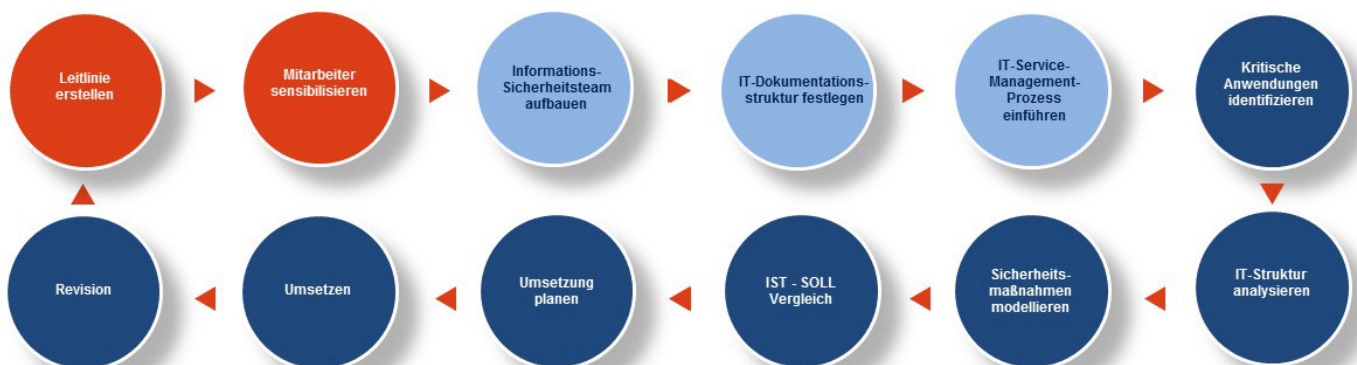 Leitlinie
erstellen
Mitarbeiter
sensibilisieren
Informations-
Sicherheitsteam
aufbauen
IT-Dokumentations-
struktur festlegen
IT-Service-
Management-
Prozess
einführen
Kritische
Anwendungen
identifizieren
IT-Struktur
analysieren
Sicherheits-
maßnahmen
modellieren
IST - SOLL
Vergleich
Umsetzung
planen
Umsetzen
Revision